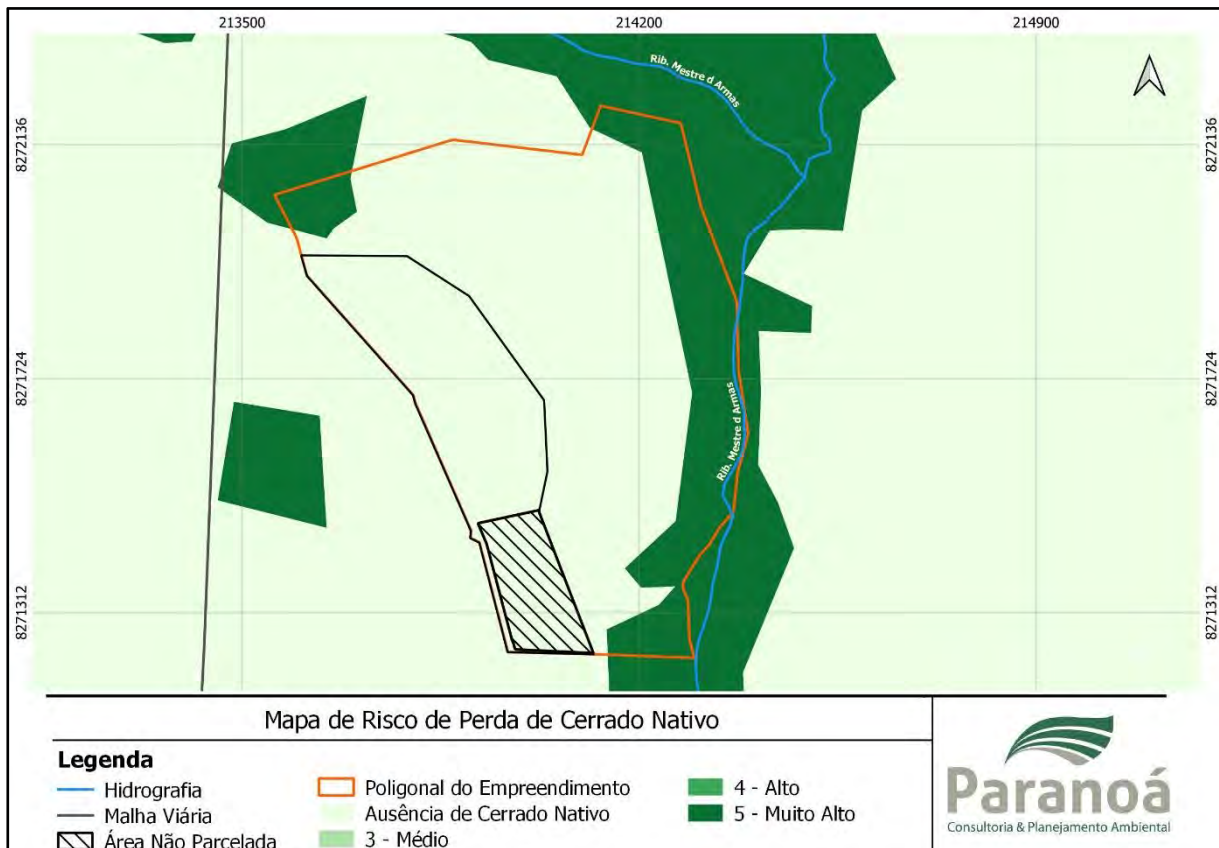 213500 214200 214900
Rib. Mestre d Armas
8272136 8272136
8271724 8271724
Rib. Mestre d Armas
8271312 8271312
Mapa de Risco de Perda de Cerrado Nativo
Legenda
Hidrografia
Malha Viária
Área Não Parcelada
Poligonal do Empreendimento
Ausência de Cerrado Nativo
3 - Médio
4 - Alto
5 - Muito Alto
Paranoá
Consultoria & Planejamento Ambiental